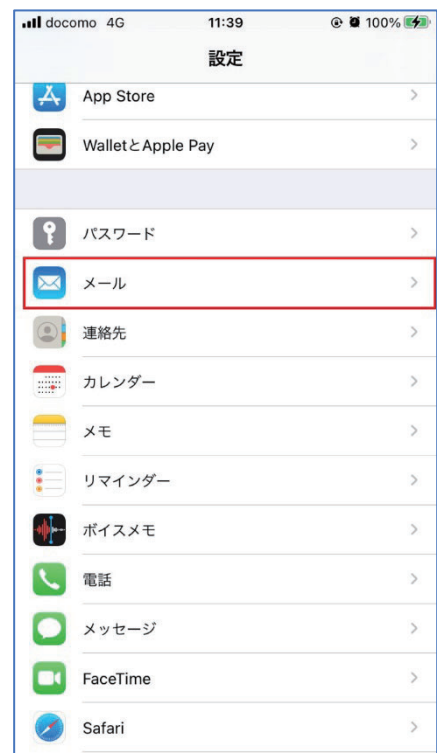 docomo 4G 11:39 100%
設定
App Store
WalletとApple Pay
パスワード
メール
連絡先
カレンダー
メモ
リマインダー
ボイスメモ
電話
メッセージ
FaceTime
Safari